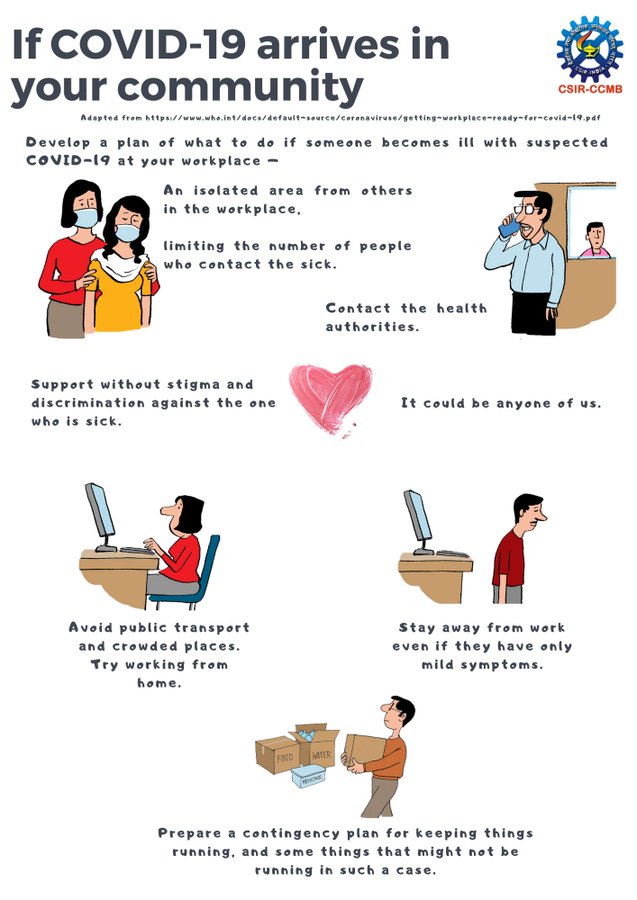 If COVID-19 arrives in
your community
CSIR-CCMB
CSIR-INDIA
Adapted from https://www.who.int/docs/default-source/coronaviruse/getting-workplace-ready-for-covid-19.pdf
Develop a plan of what to do if someone becomes ill with suspected
COVID-19 at your workplace –
An isolated area from others
in the workplace,
limiting the number of people
who contact the sick.
Contact the health
authorities.
Support without stigma and
discrimination against the one
who is sick.
It could be anyone of us.
Avoid public transport
and crowded places.
Try working from
home.
Stay away from work
even if they have only
mild symptoms.
FOOD
WATER
MEDICINE
Prepare a contingency plan for keeping things
running, and some things that might not be
running in such a case.